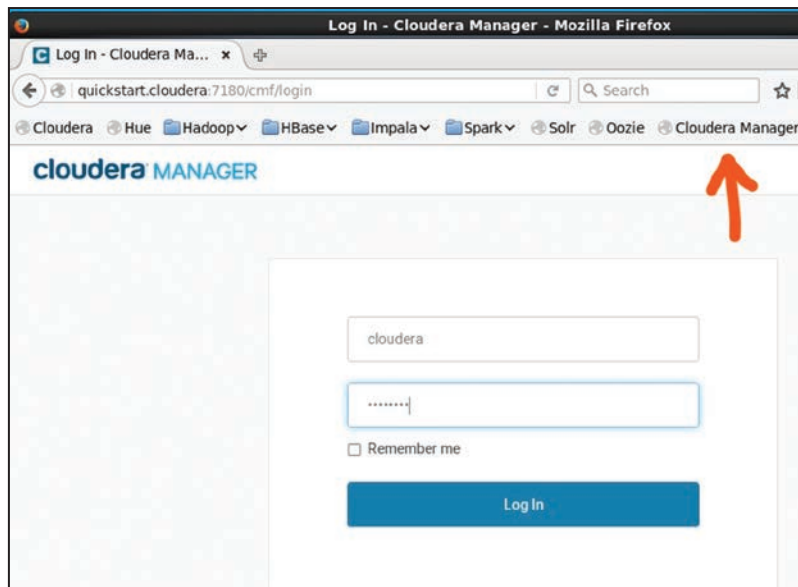 Log In - Cloudera Manager - Mozilla Firefox
Log In - Cloudera Ma...
quickstart.cloudera:7180/cmf/login Search
Cloudera Hue Hadoop HBase Impala Spark Solr Oozie Cloudera Manager
cloudera MANAGER
cloudera
••••••••
Remember me
Log In